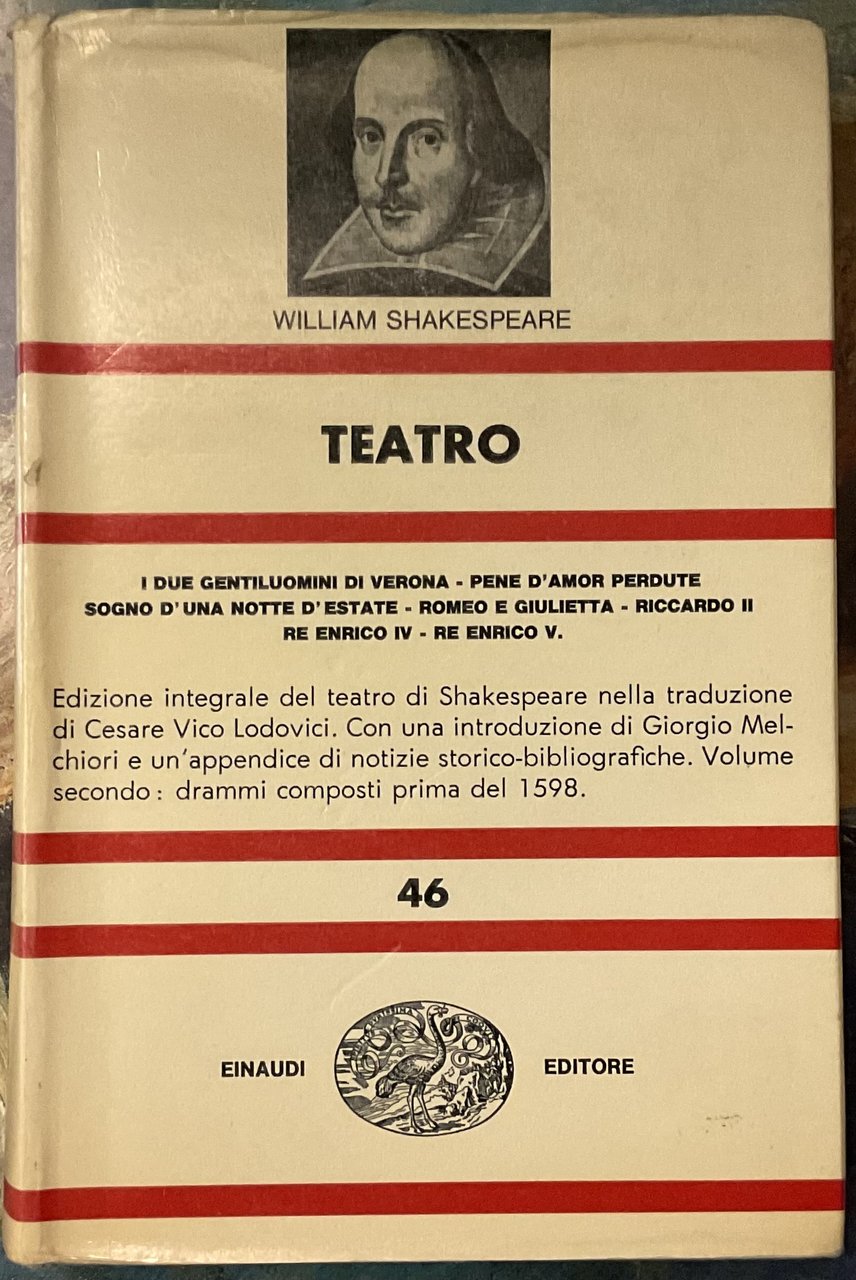 WILLIAM SHAKESPEARE
TEATRO
I DUE GENTILUOMINI DI VERONA - PENE D'AMOR PERDUTE
SOGNO D'UNA NOTTE D'ESTATE - ROMEO E GIULIETTA - RICCARDO II
RE ENRICO IV - RE ENRICO V.
Edizione integrale del teatro di Shakespeare nella traduzione
di Cesare Vico Lodovici. Con una introduzione di Giorgio Mel-
chiori e un'appendice di notizie storico-bibliografiche. Volume
secondo: drammi composti prima del 1598.
46
EINAUDI EDITORE